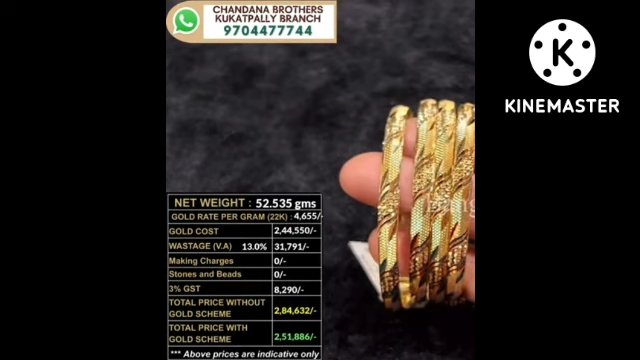 CHANDANA BROTHERS
KUKATPALLY BRANCH
9704477744
KINEMASTER
NET WEIGHT : 52.535 gms
GOLD RATE PER GRAM (22K) : 4,655/-
GOLD COST 2,44,550/-
WASTAGE (V.A) 13.0% 31,791/-
Making Charges 0/-
Stones and Beads 0/-
3% GST 8,290/-
TOTAL PRICE WITHOUT
GOLD SCHEME 2,84,632/-
TOTAL PRICE WITH
GOLD SCHEME 2,51,886/-
*** Above prices are indicative only